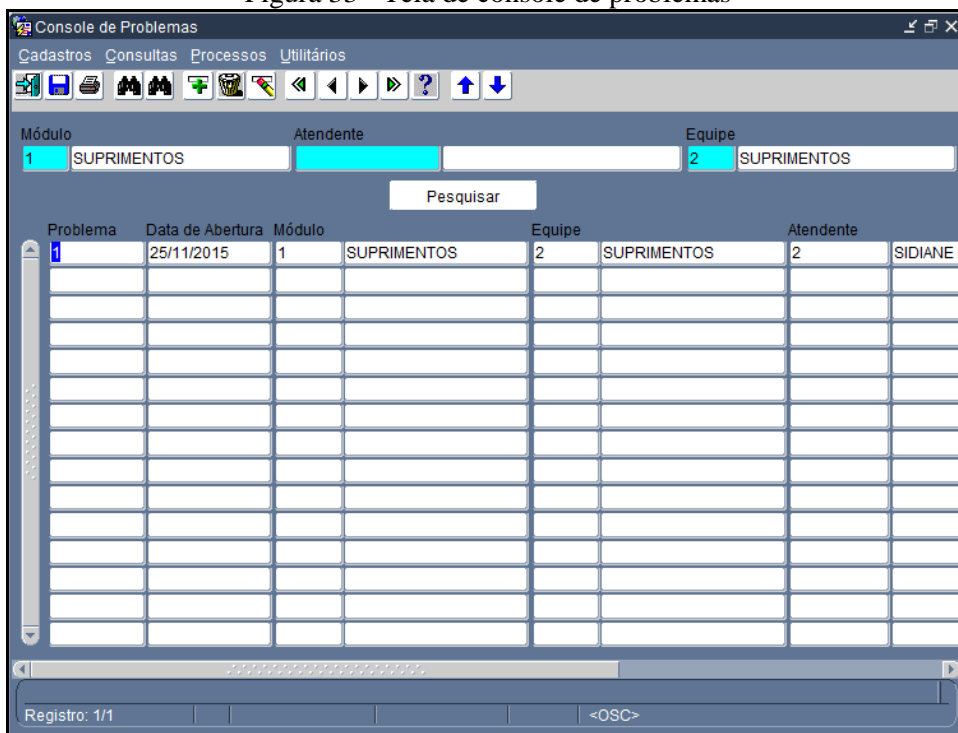 Figura 33 - Tela de console de problemas
Console de Problemas
Cadastros Consultas Processos Utilitários
Módulo Atendente Equipe
1 SUPRIMENTOS 2 SUPRIMENTOS
Pesquisar
Problema Data de Abertura Módulo Equipe Atendente
1 25/11/2015 1 SUPRIMENTOS 2 SUPRIMENTOS 2 SIDIANE
Registro: 1/1 <OSC>